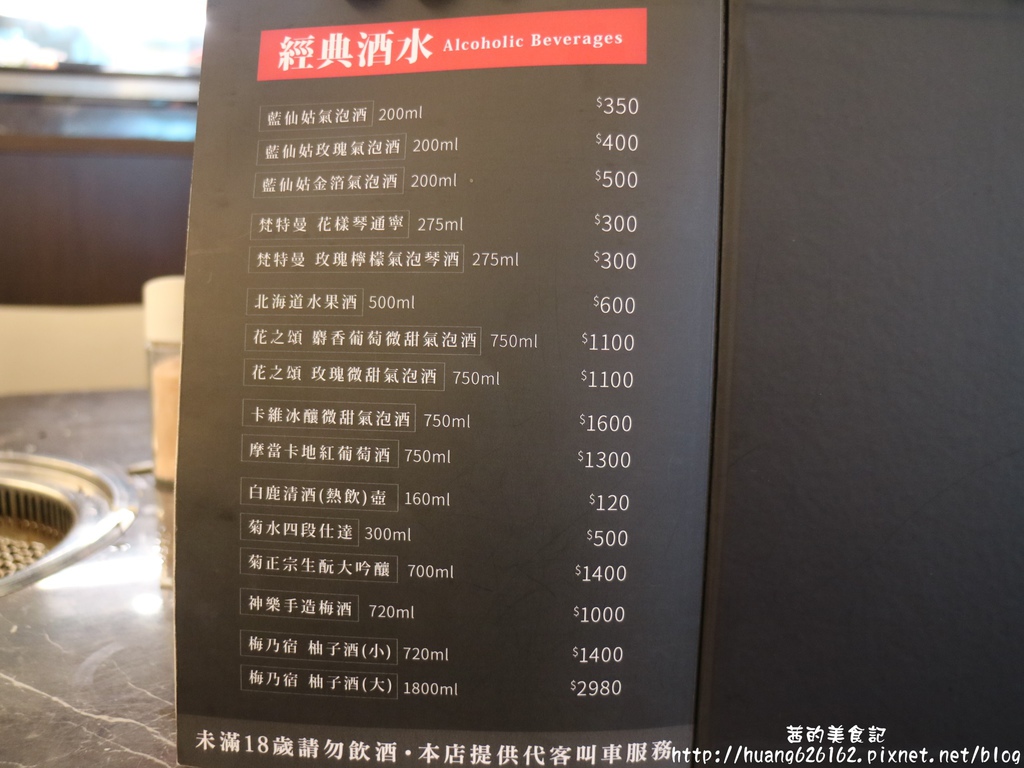 經典酒水 Alcoholic Beverages
藍仙姑氣泡酒 200ml $350
藍仙姑玫瑰氣泡酒 200ml $400
藍仙姑金箔氣泡酒 200ml $500
梵特曼 花樣琴通寧 275ml $300
梵特曼 玫瑰檸檬氣泡琴酒 275ml $300
北海道水果酒 500ml $600
花之頌 麝香葡萄微甜氣泡酒 750ml $1100
花之頌 玫瑰微甜氣泡酒 750ml $1100
卡維冰釀微甜氣泡酒 750ml $1600
摩當卡地紅葡萄酒 750ml $1300
白鹿清酒(熱飲)壺 160ml $120
菊水四段仕達 300ml $500
菊正宗生酛大吟釀 700ml $1400
神樂手造梅酒 720ml $1000
梅乃宿 柚子酒(小) 720ml $1400
梅乃宿 柚子酒(大) 1800ml $2980
未滿18歲請勿飲酒·本店提供代客叫車服務
茜的美食記
http://huang626162.pixnet.net/blog